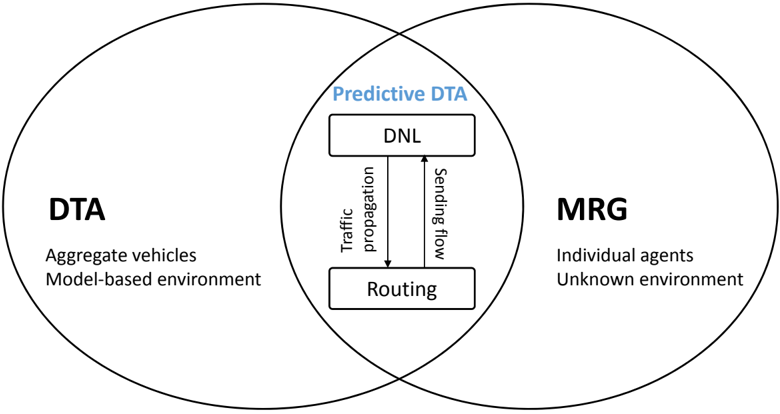 DTA
Aggregate vehicles
Model-based environment
Predictive DTA
DNL
Traffic
propagation
Sending flow
Routing
MRG
Individual agents
Unknown environment